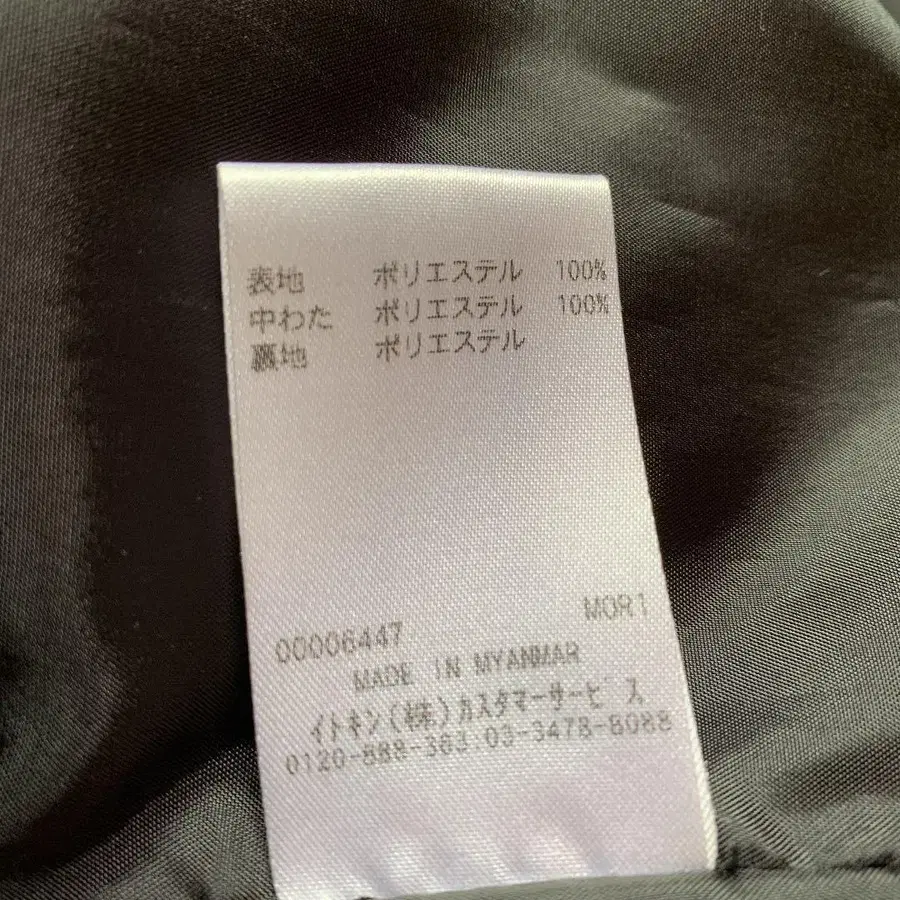 表地 ポリエステル 100%
中わた ポリエステル 100%
裏地 ポリエステル
00006447 MOR1
MADE IN MYANMAR
イトキン(株)カスタマーサービス
0120-888-363.03-3478-8088